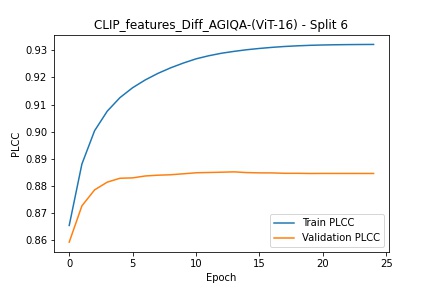 CLIP_features_Diff_AGIQA-(ViT-16) - Split 6
0.93
0.92
0.91
0.90
0.89
0.88
0.87
0.86
PLCC
Train PLCC
Validation PLCC
0 5 10 15 20 25
Epoch